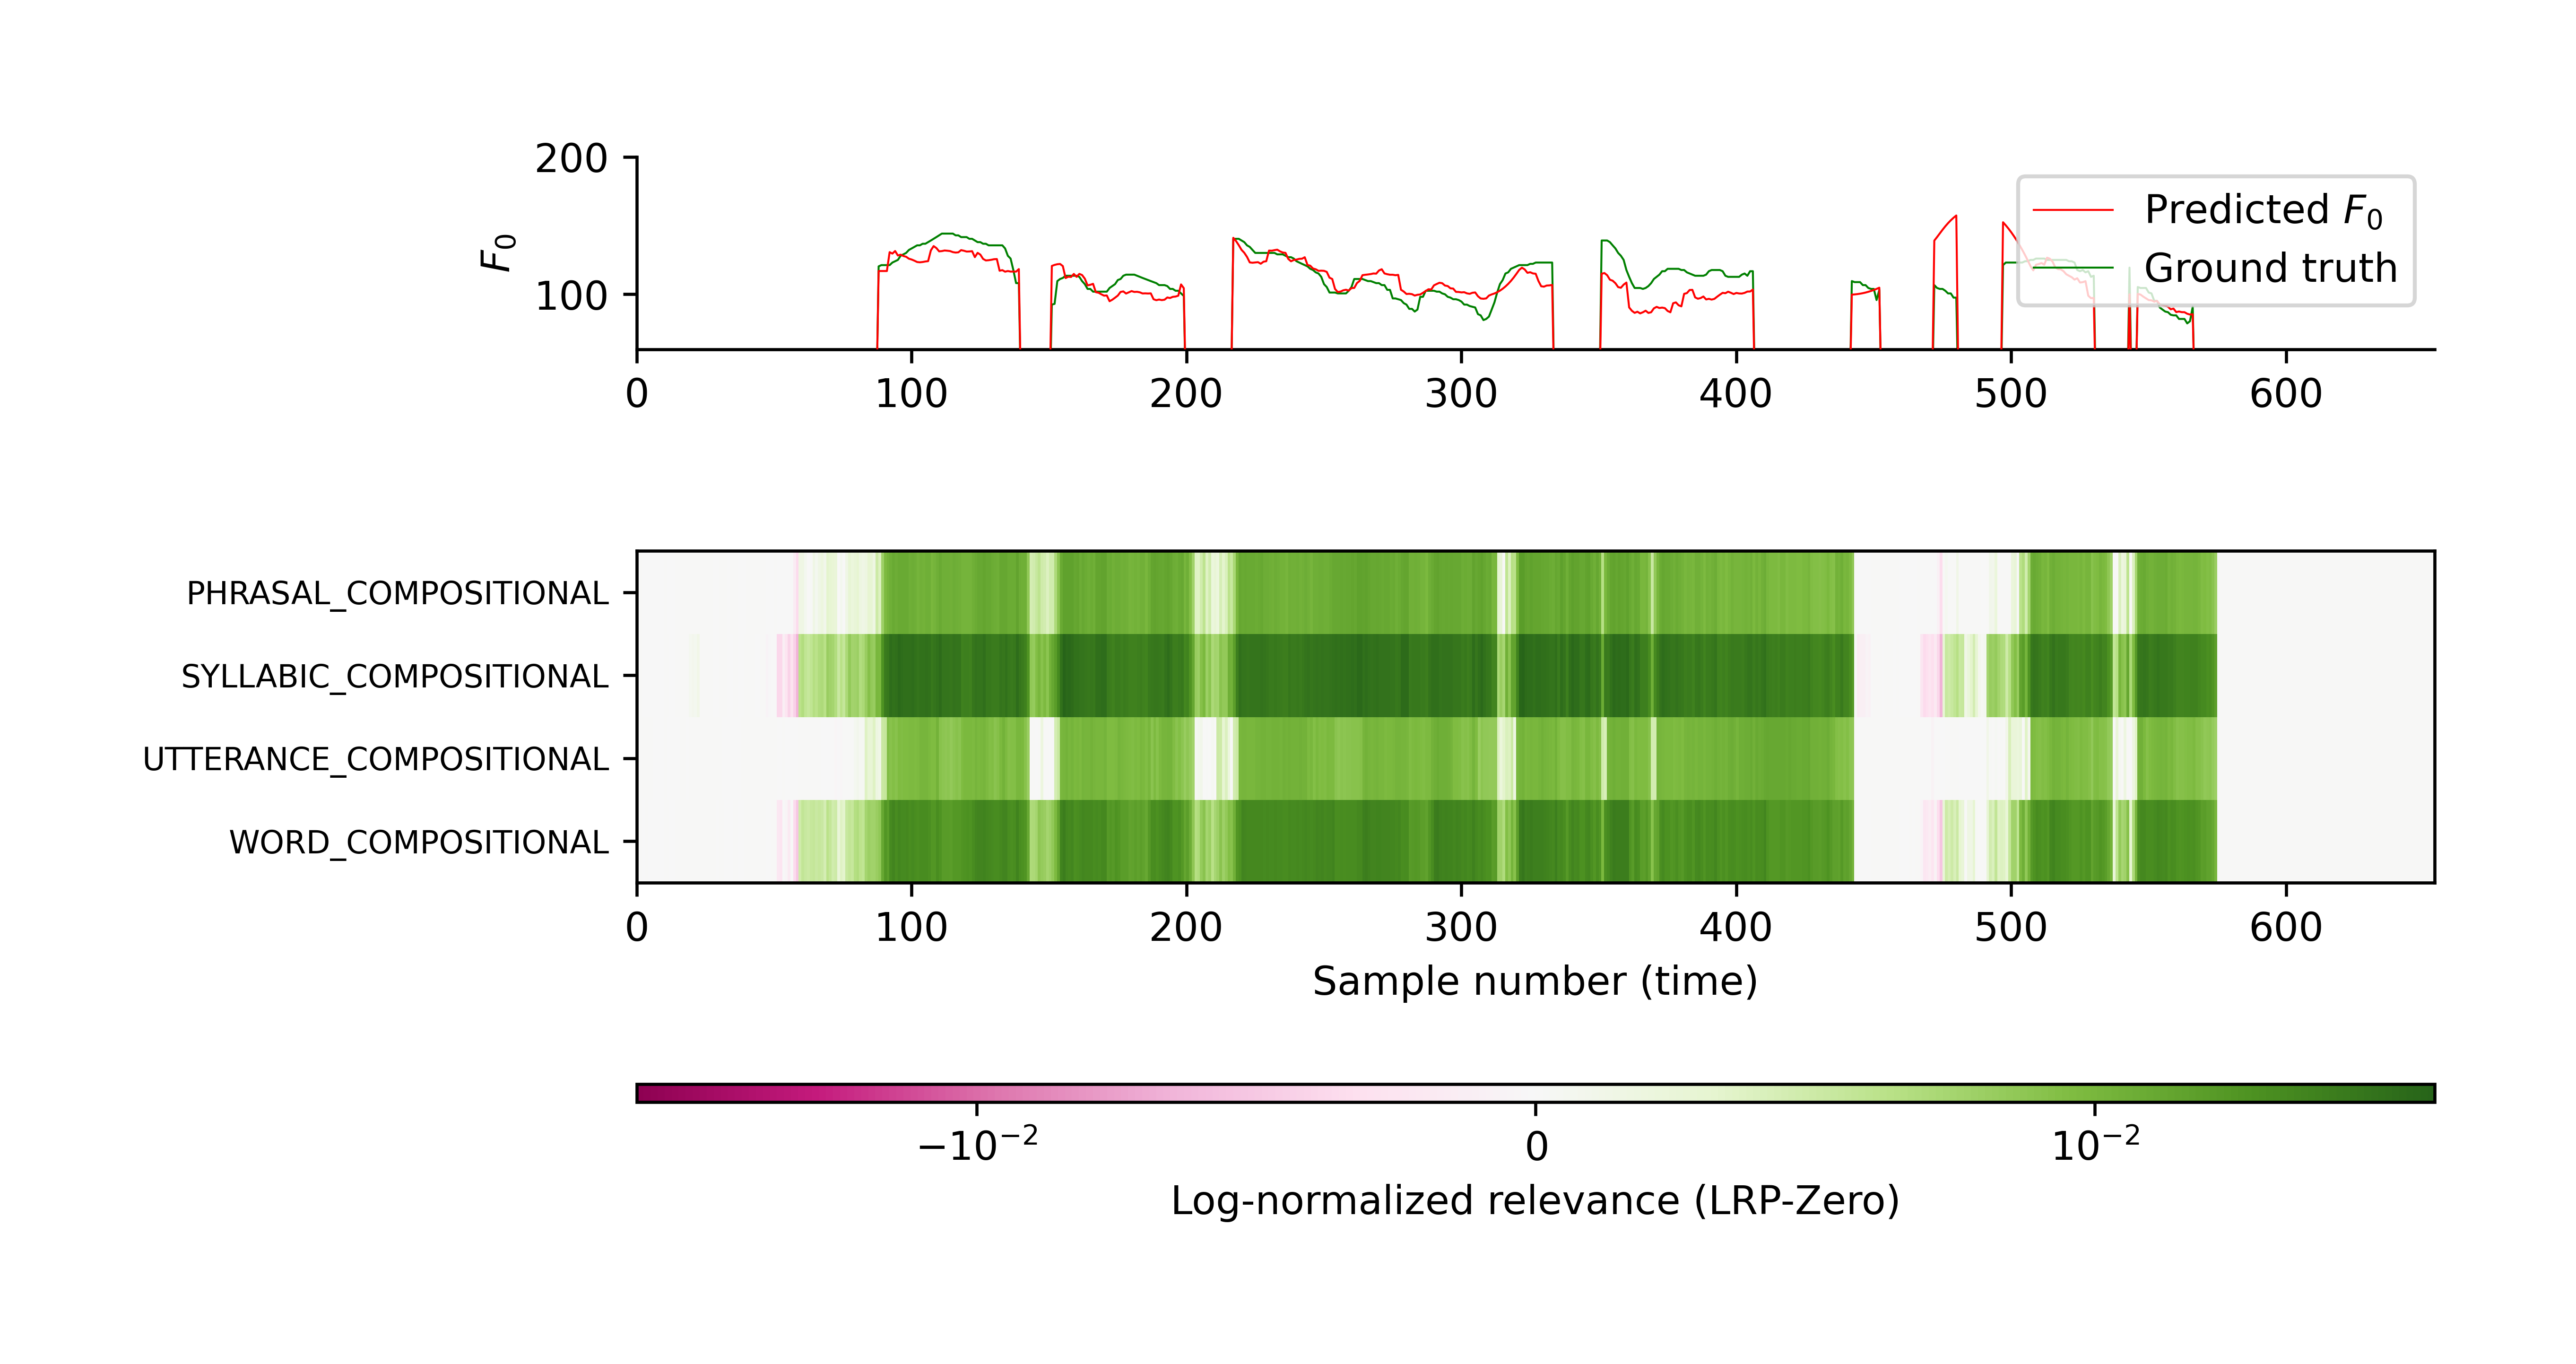 200
100
F₀
Predicted F₀
Ground truth
0 100 200 300 400 500 600
PHRASAL_COMPOSITIONAL
SYLLABIC_COMPOSITIONAL
UTTERANCE_COMPOSITIONAL
WORD_COMPOSITIONAL
0 100 200 300 400 500 600
Sample number (time)
−10⁻² 0 10⁻²
Log-normalized relevance (LRP-Zero)